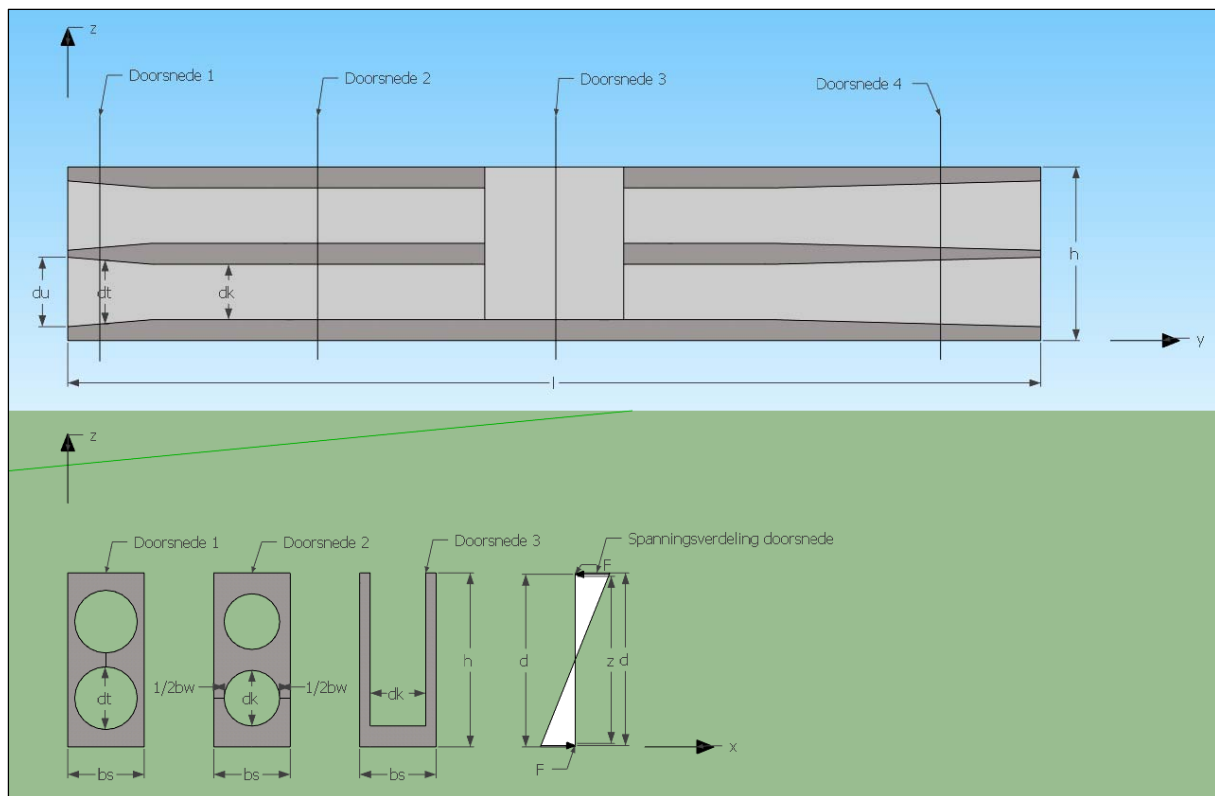 z
Doorsnede 1
Doorsnede 2
Doorsnede 3
Doorsnede 4
du
dt
dk
h
y
l
z
Doorsnede 1
Doorsnede 2
Doorsnede 3
Spanningsverdeling doorsnede
F
dt
1/2bw
dk
1/2bw
dk
h
d
z
d
bs
bs
bs
F
x